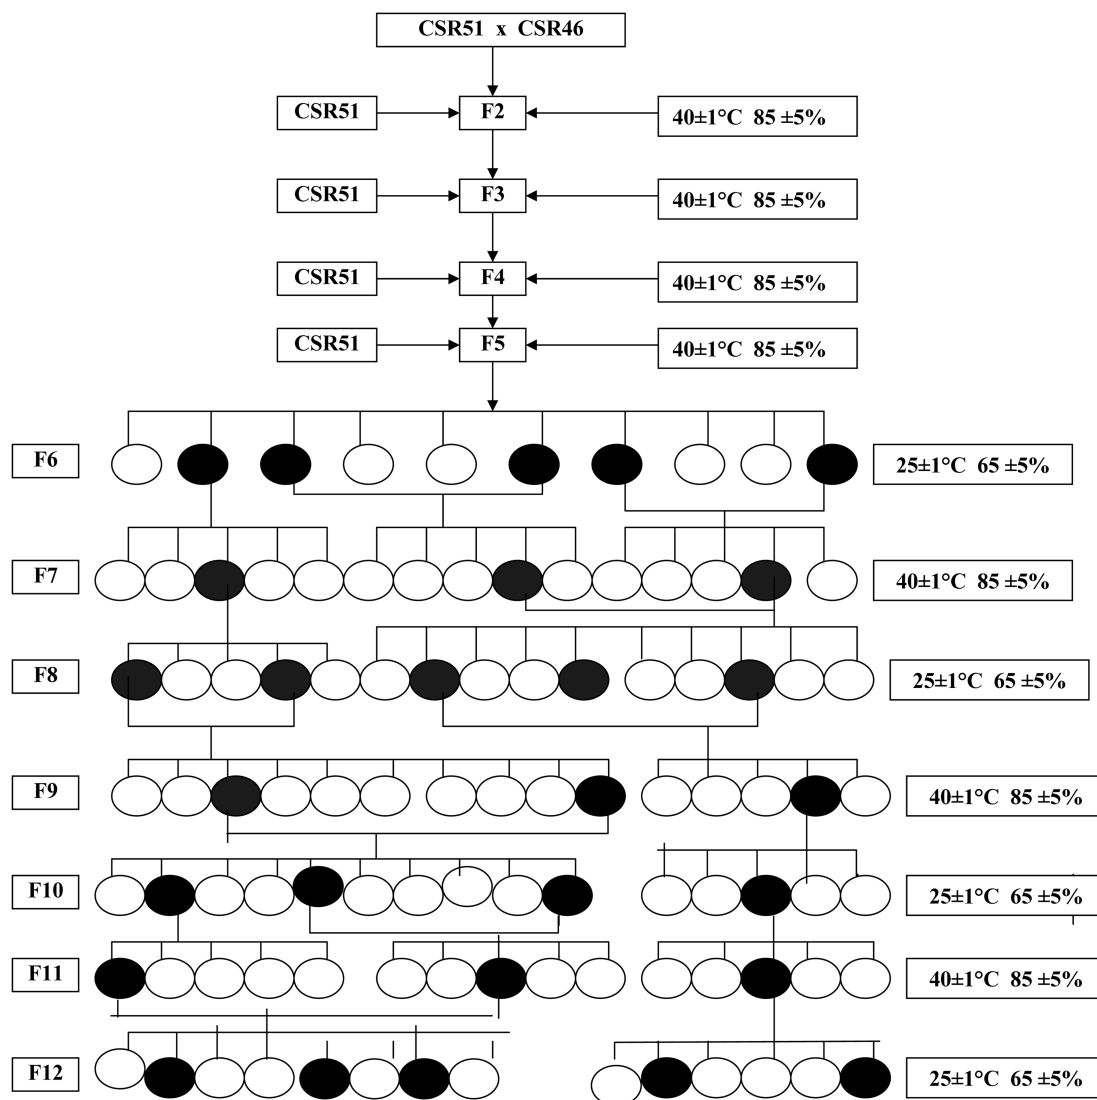 CSR51 x CSR46
CSR51 F2 40±1°C 85 ±5%
CSR51 F3 40±1°C 85 ±5%
CSR51 F4 40±1°C 85 ±5%
CSR51 F5 40±1°C 85 ±5%
F6 25±1°C 65 ±5%
F7 40±1°C 85 ±5%
F8 25±1°C 65 ±5%
F9 40±1°C 85 ±5%
F10 25±1°C 65 ±5%
F11 40±1°C 85 ±5%
F12 25±1°C 65 ±5%